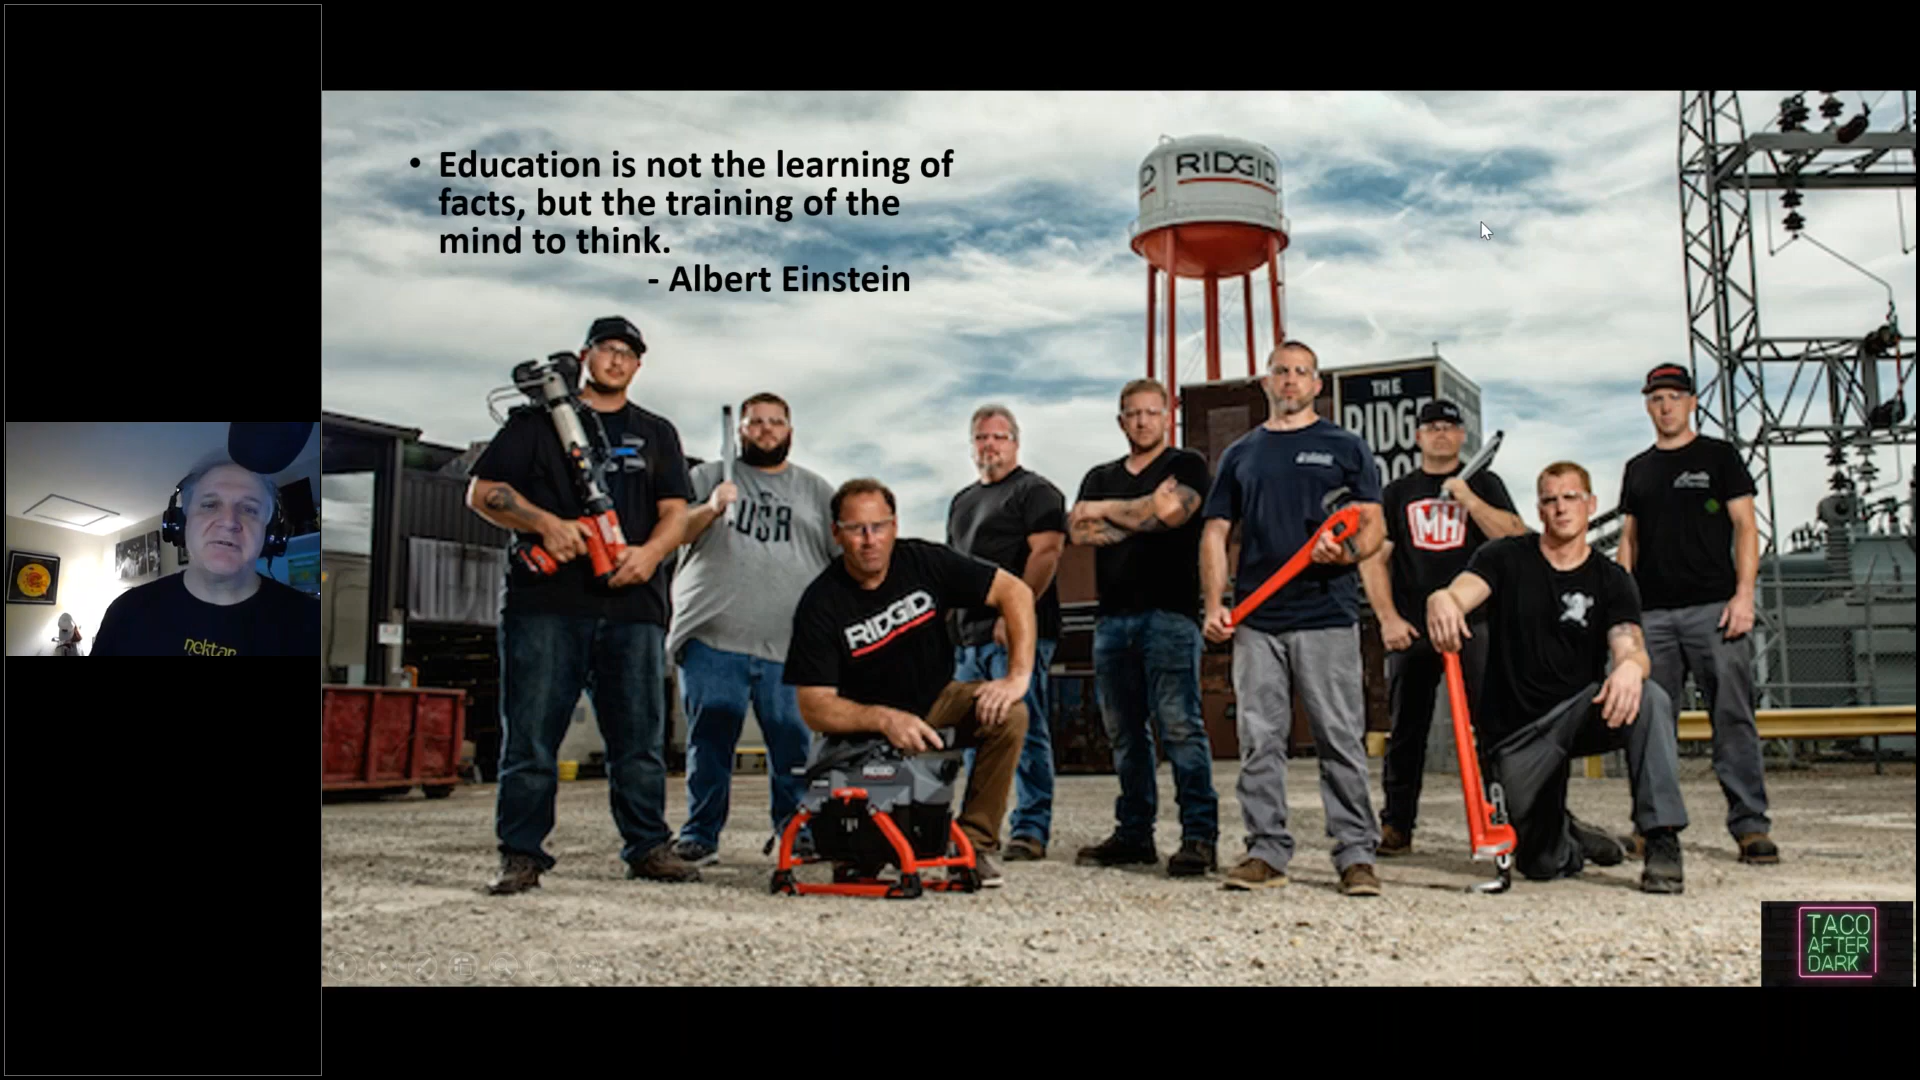 • Education is not the learning of
facts, but the training of the
mind to think.
- Albert Einstein
RIDGID
THE
USA
RIDGID
MH
RIDGID
nektar
TACO
AFTER
DARK